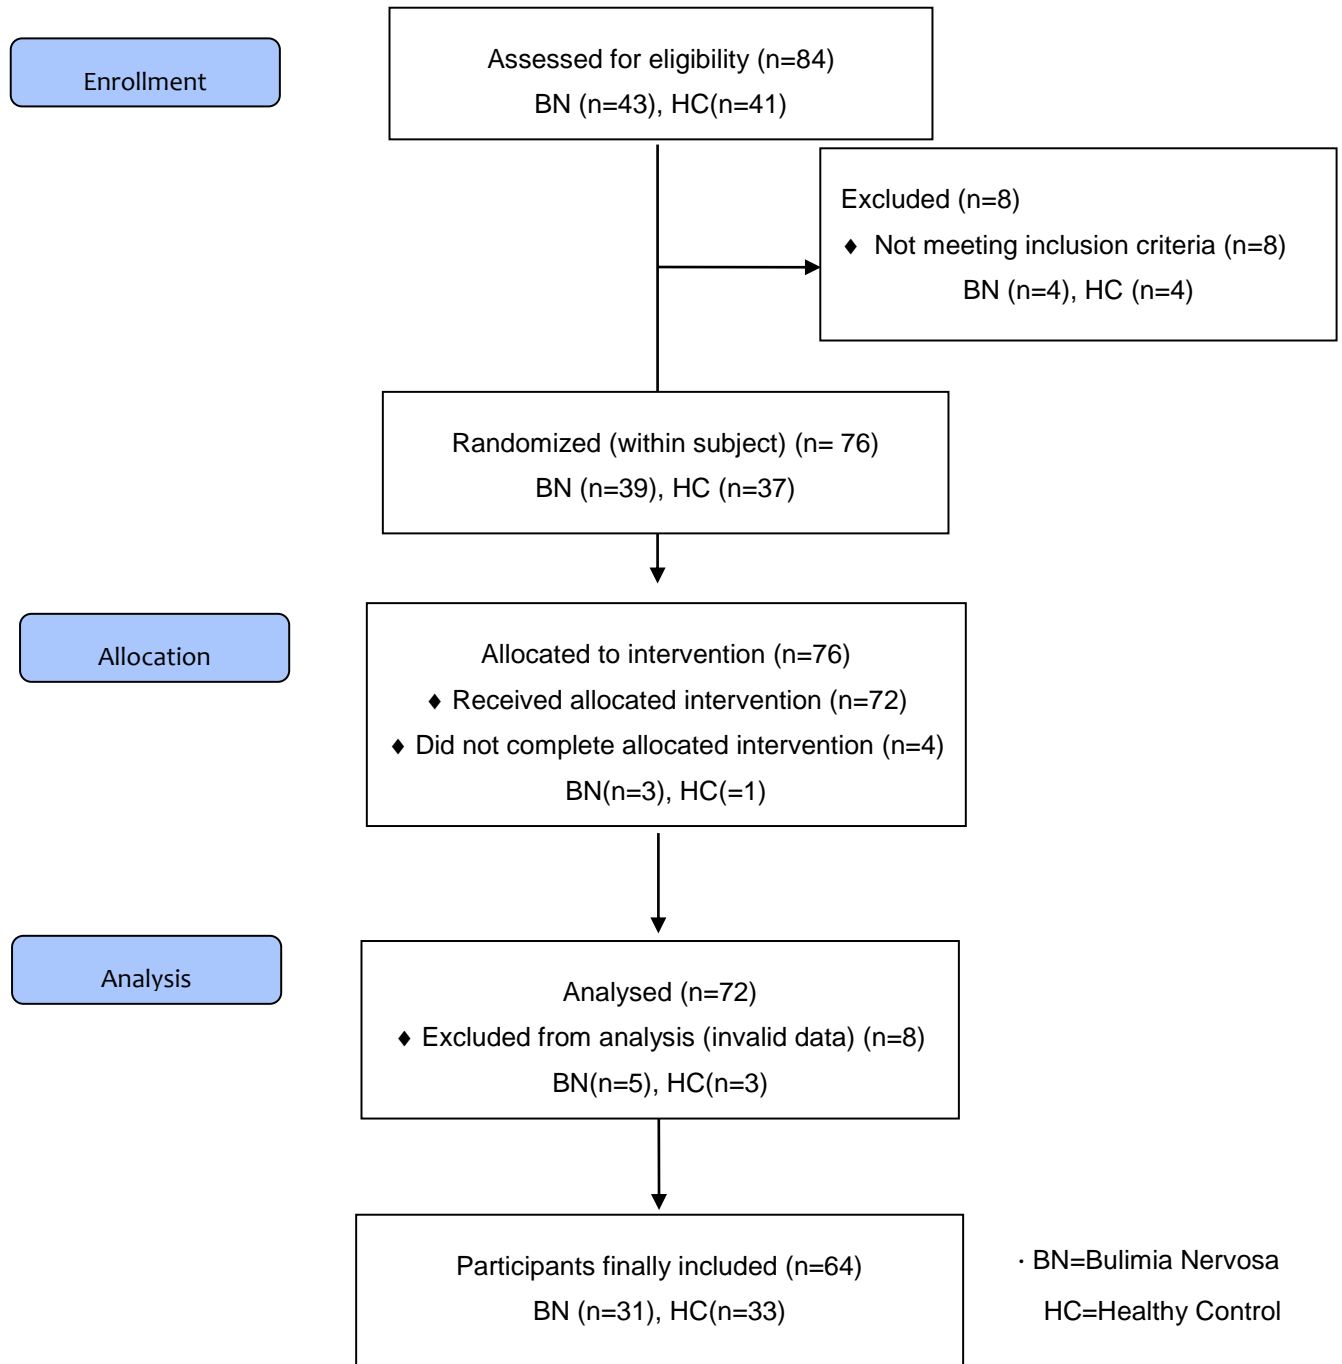 Enrollment
Assessed for eligibility (n=84)
BN (n=43), HC(n=41)
Excluded (n=8)
♦ Not meeting inclusion criteria (n=8)
BN (n=4), HC (n=4)
Randomized (within subject) (n= 76)
BN (n=39), HC (n=37)
Allocation
Allocated to intervention (n=76)
♦ Received allocated intervention (n=72)
♦ Did not complete allocated intervention (n=4)
BN(n=3), HC(=1)
Analysis
Analysed (n=72)
♦ Excluded from analysis (invalid data) (n=8)
BN(n=5), HC(n=3)
Participants finally included (n=64)
BN (n=31), HC(n=33)
· BN=Bulimia Nervosa
HC=Healthy Control